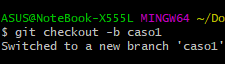 ASUS@NoteBook-X555L MINGW64 ~/Do
$ git checkout -b caso1
Switched to a new branch 'caso1'